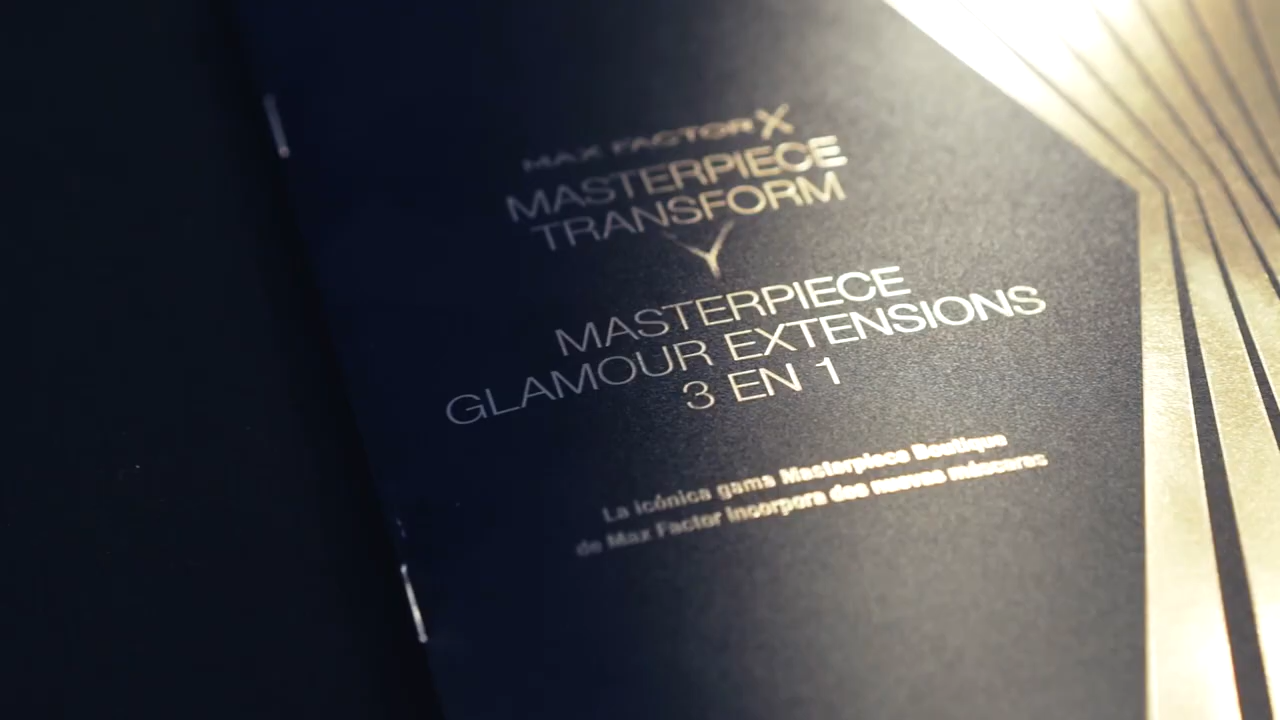 MAX FACTOR X
MASTERPIECE
TRANSFORM
Y
MASTERPIECE
GLAMOUR EXTENSIONS
3 EN 1
La icónica gama Masterpiece Boutique
de Max Factor incorpora dos nuevas máscaras